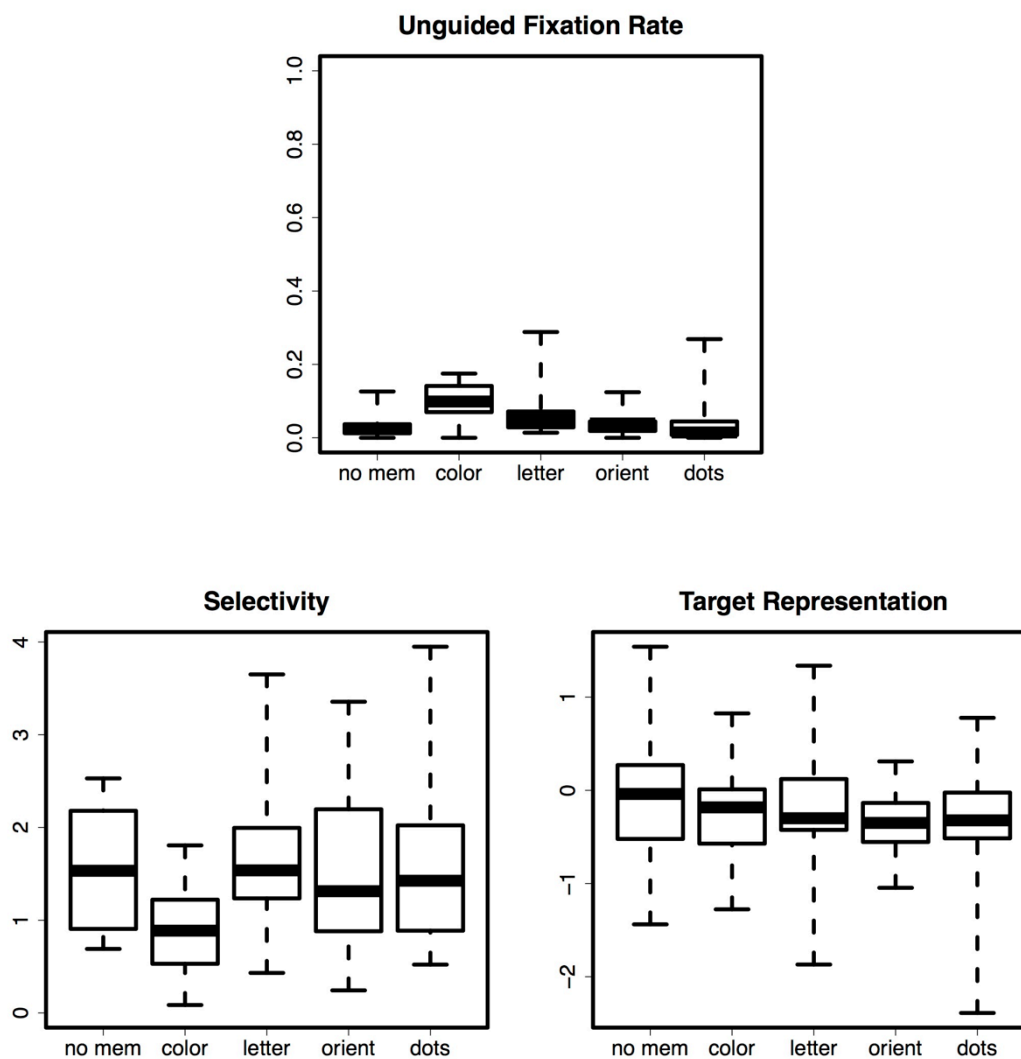 Unguided Fixation Rate
1.0
0.8
0.6
0.4
0.2
0.0
no mem color letter orient dots
Selectivity
4
3
2
1
0
no mem color letter orient dots
Target Representation
1
0
−1
−2
no mem color letter orient dots